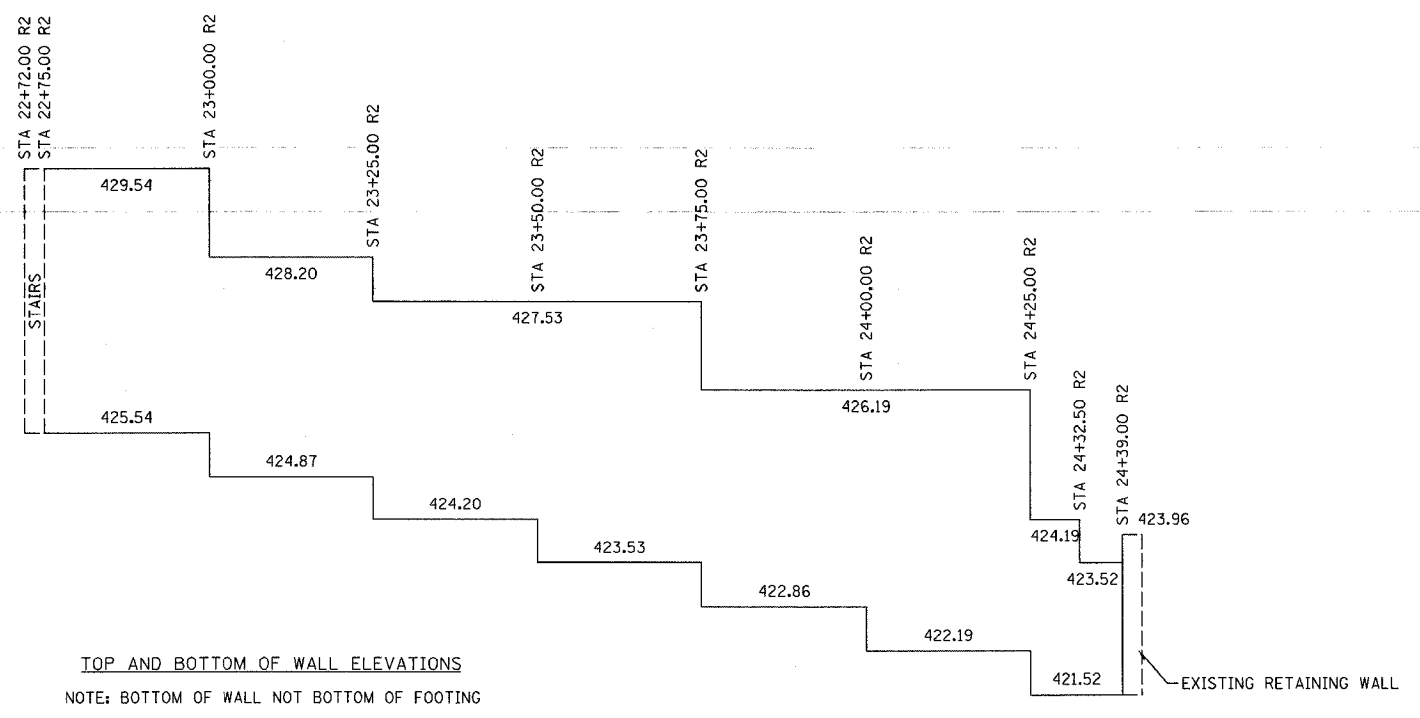 STA 22+72.00 R2
STA 22+75.00 R2
STA 23+00.00 R2
STA 23+25.00 R2
STA 23+50.00 R2
STA 23+75.00 R2
STA 24+00.00 R2
STA 24+25.00 R2
STA 24+32.50 R2
STA 24+39.00 R2
429.54
428.20
427.53
426.19
424.19
423.52
423.96
STAIRS
425.54
424.87
424.20
423.53
422.86
422.19
421.52
EXISTING RETAINING WALL
TOP AND BOTTOM OF WALL ELEVATIONS
NOTE: BOTTOM OF WALL NOT BOTTOM OF FOOTING